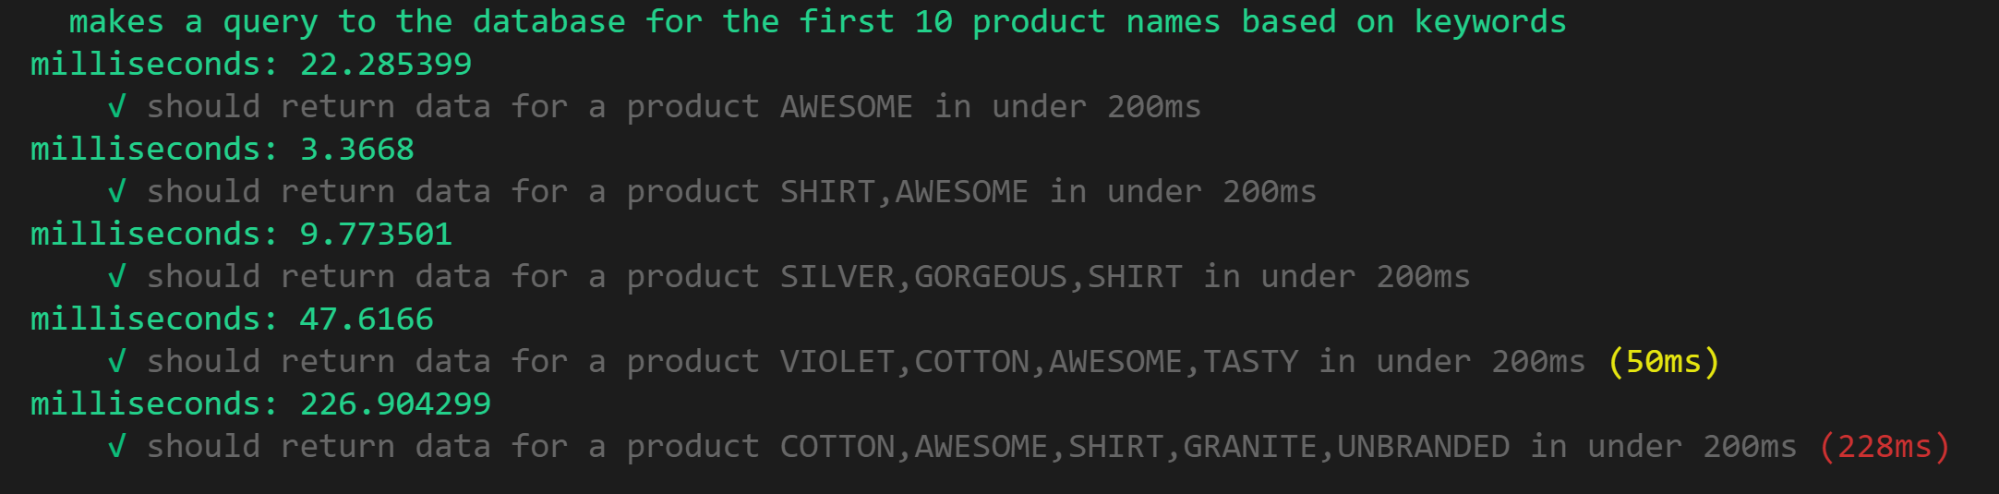 makes a query to the database for the first 10 product names based on keywords
milliseconds: 22.285399
√ should return data for a product AWESOME in under 200ms
milliseconds: 3.3668
√ should return data for a product SHIRT,AWESOME in under 200ms
milliseconds: 9.773501
√ should return data for a product SILVER,GORGEOUS,SHIRT in under 200ms
milliseconds: 47.6166
√ should return data for a product VIOLET,COTTON,AWESOME,TASTY in under 200ms (50ms)
milliseconds: 226.904299
√ should return data for a product COTTON,AWESOME,SHIRT,GRANITE,UNBRANDED in under 200ms (228ms)